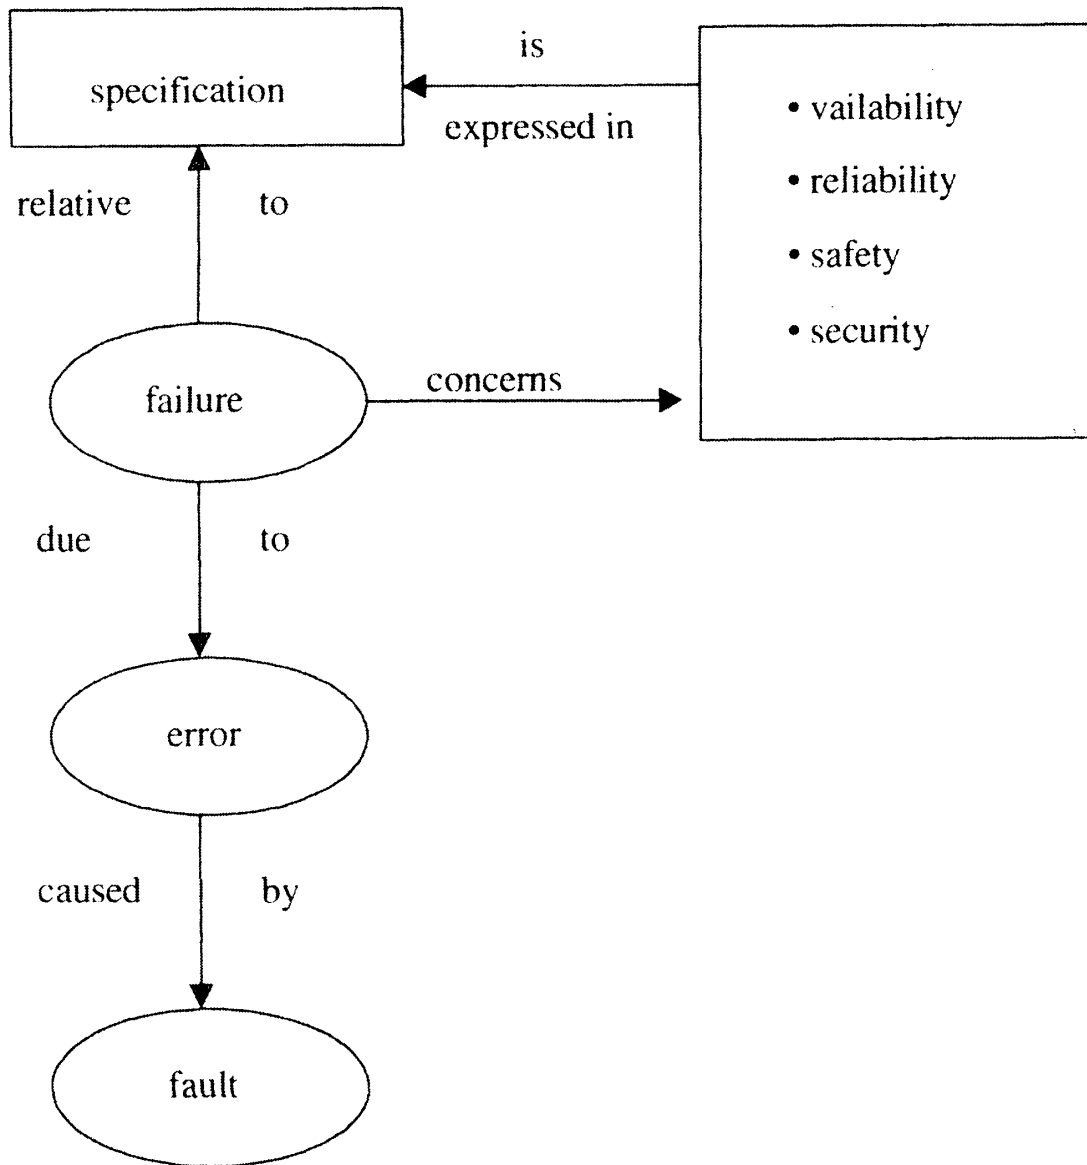 specification
is
expressed in
• vailability
• reliability
• safety
• security
relative to
failure
concerns
due to
error
caused by
fault